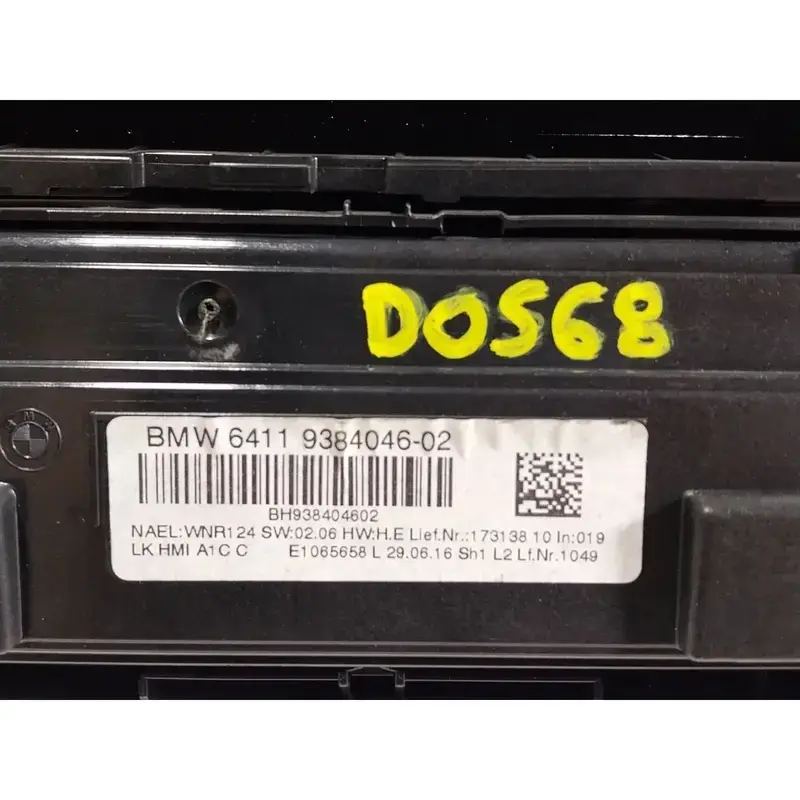 DOS68
BMW
BMW 6411 9384046-02
BH938404602
NAEL:WNR124 SW:02.06 HW:H.E Lief.Nr.:173138 10 In:019
LK HMI A1C C E1065658 L 29.06.16 Sh1 L2 Lf.Nr.1049